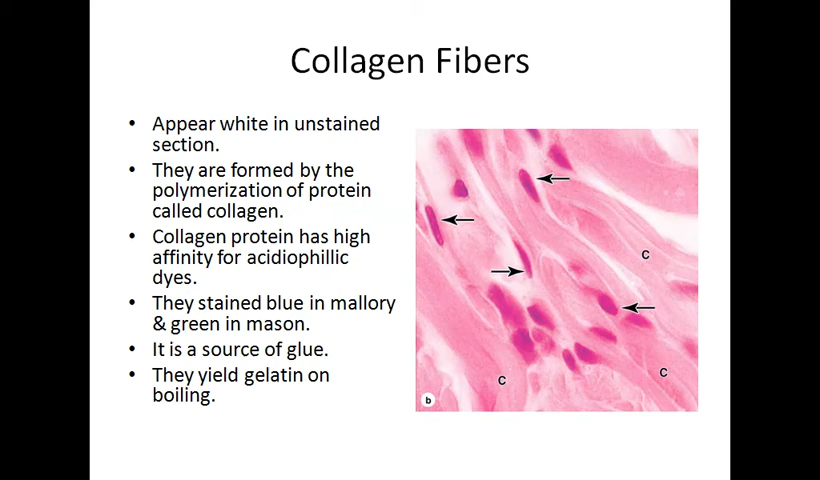 Collagen Fibers
• Appear white in unstained
section.
• They are formed by the
polymerization of protein
called collagen.
• Collagen protein has high
affinity for acidiophillic
dyes.
• They stained blue in mallory
& green in mason.
• It is a source of glue.
• They yield gelatin on
boiling.
C
C
C
b